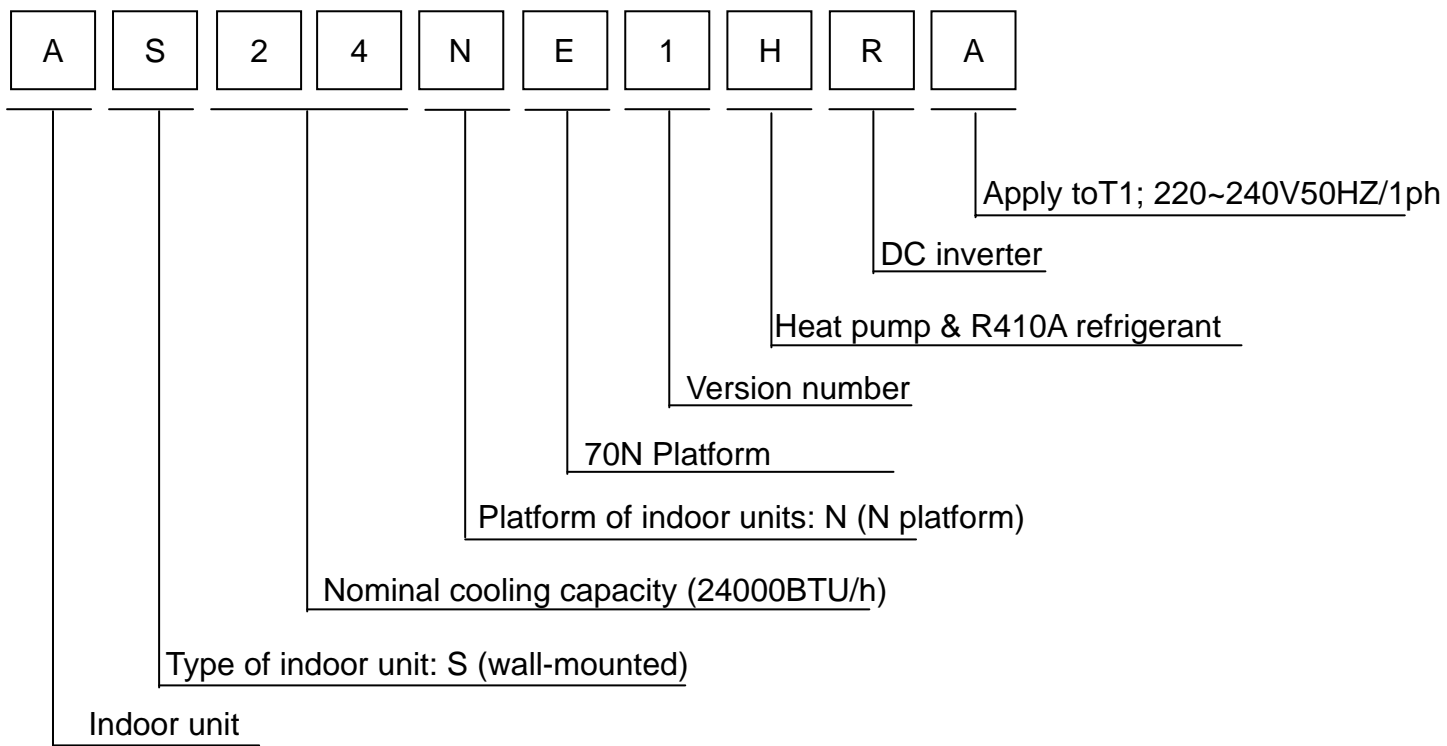 A S 2 4 N E 1 H R A
Apply toT1; 220~240V50HZ/1ph
DC inverter
Heat pump & R410A refrigerant
Version number
70N Platform
Platform of indoor units: N (N platform)
Nominal cooling capacity (24000BTU/h)
Type of indoor unit: S (wall-mounted)
Indoor unit